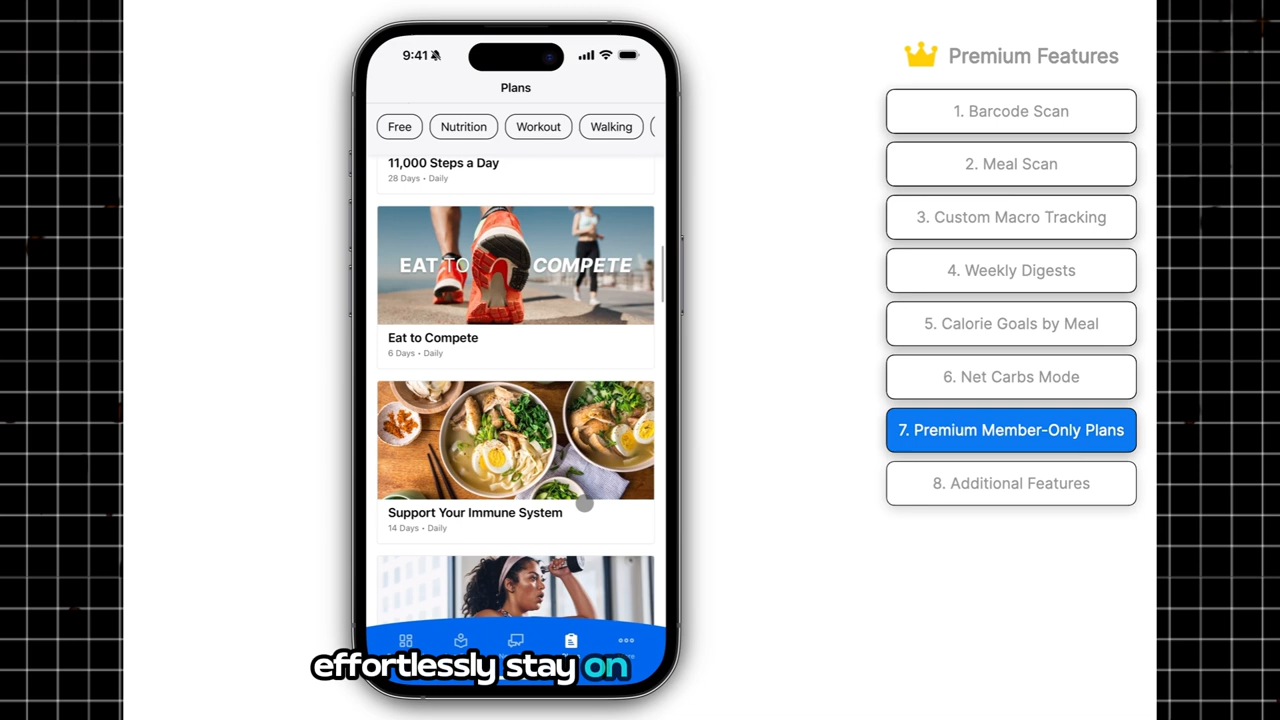 9:41
Plans
Free
Nutrition
Workout
Walking
11,000 Steps a Day
28 Days • Daily
EAT TO COMPETE
Eat to Compete
6 Days • Daily
Support Your Immune System
14 Days • Daily
effortlessly stay on
Premium Features
1. Barcode Scan
2. Meal Scan
3. Custom Macro Tracking
4. Weekly Digests
5. Calorie Goals by Meal
6. Net Carbs Mode
7. Premium Member-Only Plans
8. Additional Features